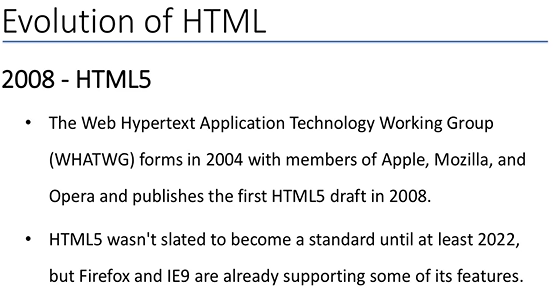 Evolution of HTML
2008 - HTML5
• The Web Hypertext Application Technology Working Group
(WHATWG) forms in 2004 with members of Apple, Mozilla, and
Opera and publishes the first HTML5 draft in 2008.
• HTML5 wasn't slated to become a standard until at least 2022,
but Firefox and IE9 are already supporting some of its features.